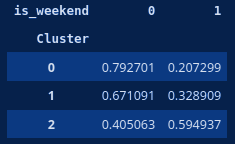 is_weekend 0 1
Cluster
0 0.792701 0.207299
1 0.671091 0.328909
2 0.405063 0.594937